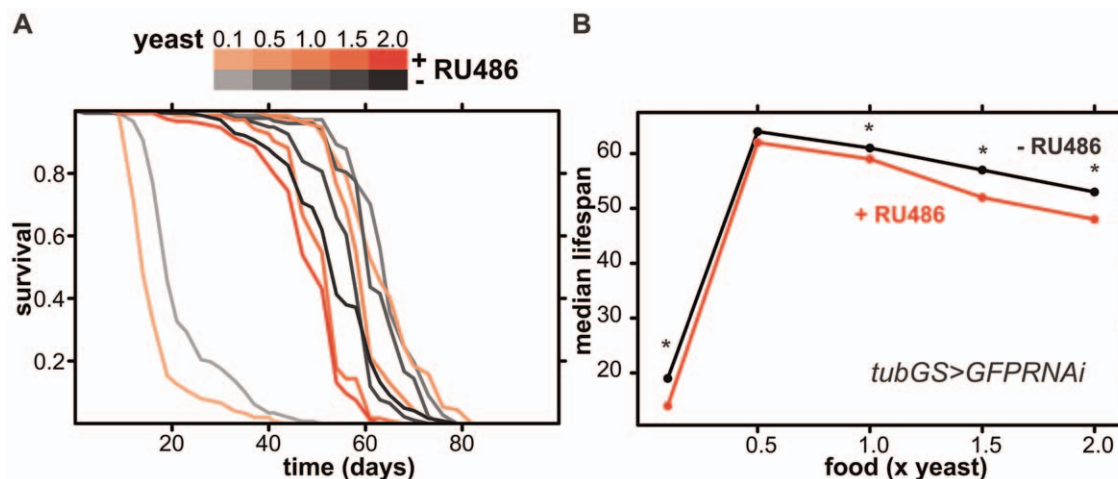 A
yeast 0.1 0.5 1.0 1.5 2.0
+
- RU486
survival
0.8
0.6
0.4
0.2
20 40 60 80
time (days)
B
median lifespan
60
50
40
20
* * * * 
- RU486
+ RU486
*
tubGS>GFPRNAi
0.5 1.0 1.5 2.0
food (x yeast)